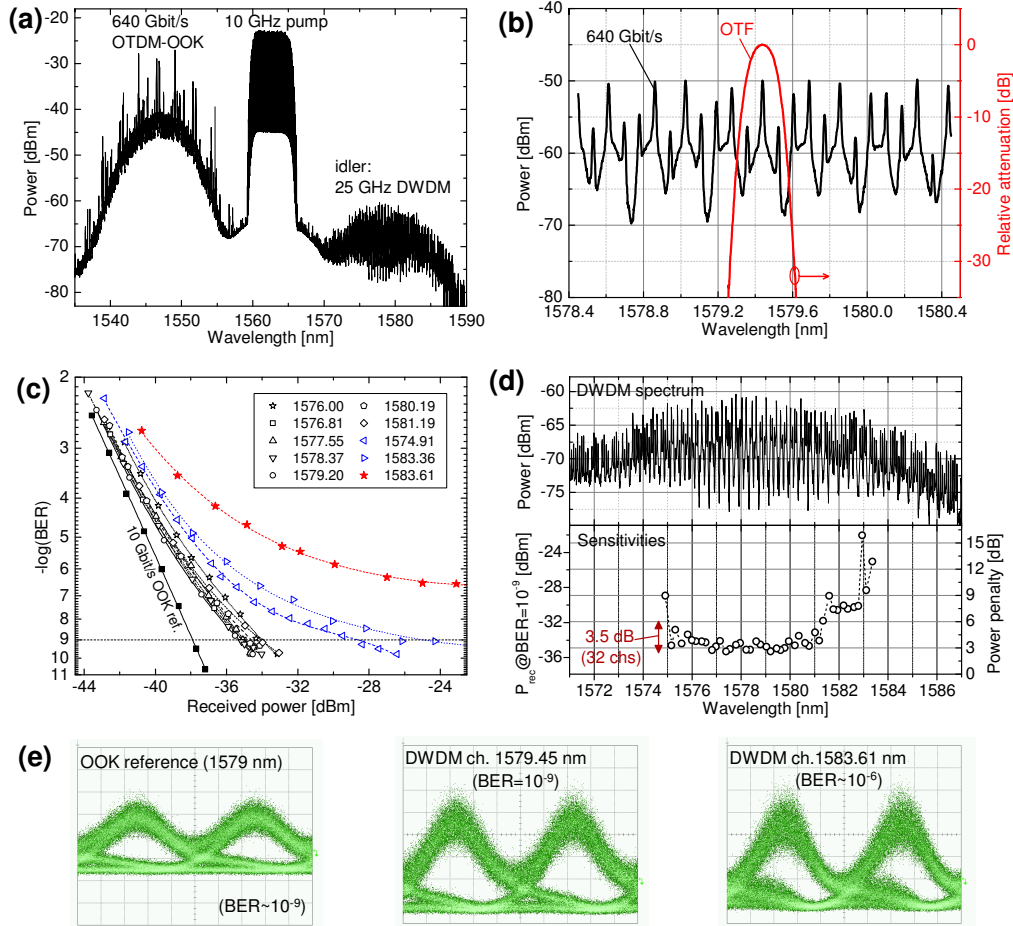 (a)
-20
-30
-40
-50
-60
-70
-80
Power [dBm]
640 Gbit/s
OTDM-OOK
10 GHz pump
idler:
25 GHz DWDM
1540 1550 1560 1570 1580 1590
Wavelength [nm]
(b)
-40
-50
-60
-70
-80
Power [dBm]
640 Gbit/s
OTF
0
-10
-20
-30
Relative attenuation [dB]
1578.4 1578.8 1579.2 1579.6 1580.0 1580.4
Wavelength [nm]
(c)
2
3
4
5
6
7
8
9
10
-log(BER)
1576.00 1580.19
1576.81 1581.19
1577.55 1574.91
1578.37 1583.36
1579.20 1583.61
10 Gbit/s OOK ref.
-44 -40 -36 -32 -28 -24
Received power [dBm]
(d)
DWDM spectrum
-60
-65
-70
-75
Power [dBm]
Sensitivities
-22
-24
-26
-28
-30
-32
-34
-36
P_rec@BER=10^-9 [dBm]
3.5 dB
(32 chs)
15
12
9
6
3
0
Power penalty [dB]
1572 1574 1576 1578 1580 1582 1584 1586
Wavelength [nm]
(e)
OOK reference (1579 nm)
(BER~10^-9)
DWDM ch. 1579.45 nm
(BER=10^-9)
DWDM ch.1583.61 nm
(BER~10^-6)